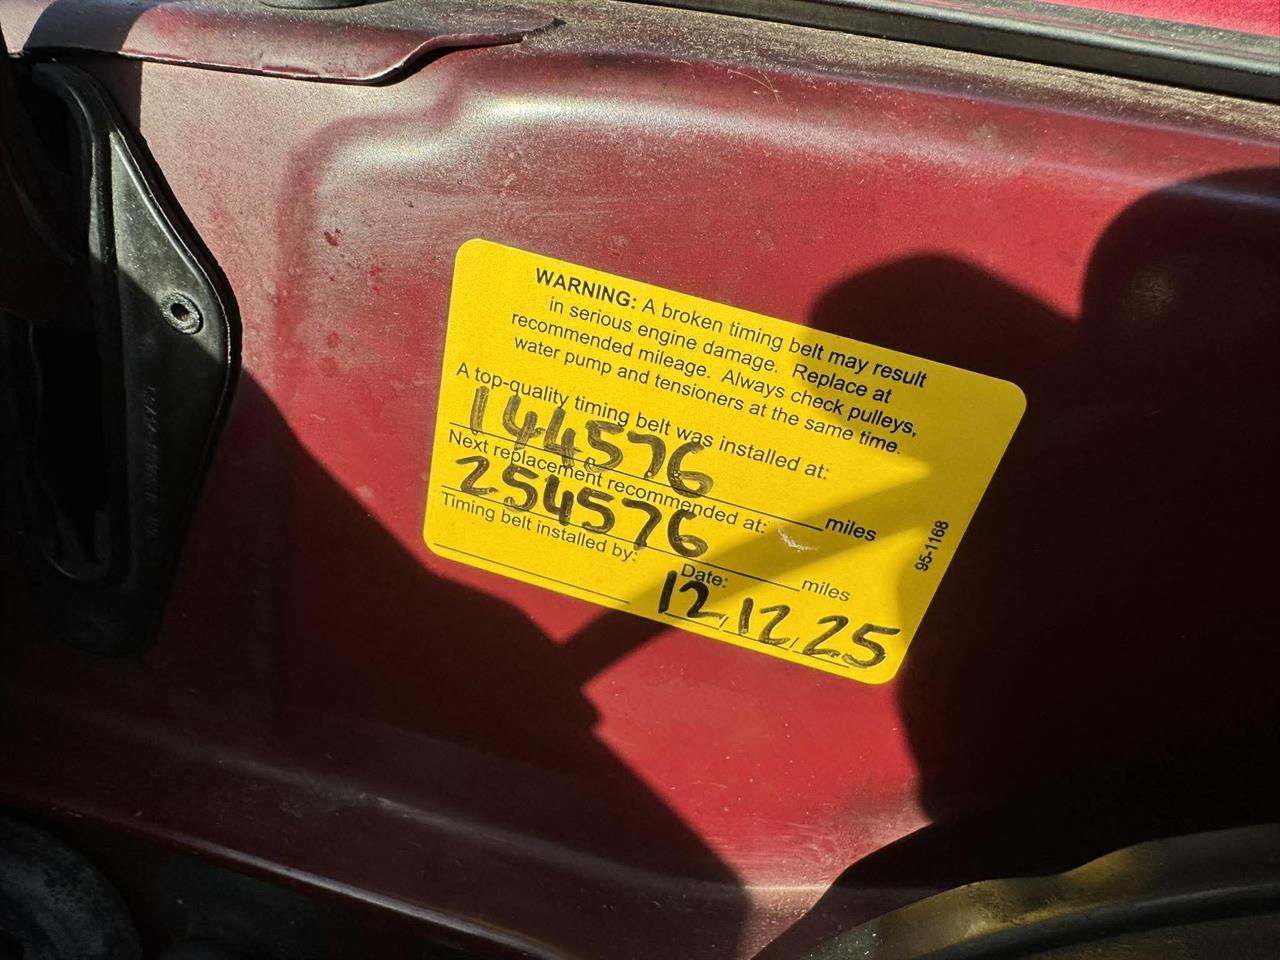 WARNING: A broken timing belt may result
in serious engine damage. Replace at
recommended mileage. Always check pulleys,
water pump and tensioners at the same time.
A top-quality timing belt was installed at:
144576 miles
Next replacement recommended at:
254576 miles
Timing belt installed by: Date:
12,12,25
95-1168